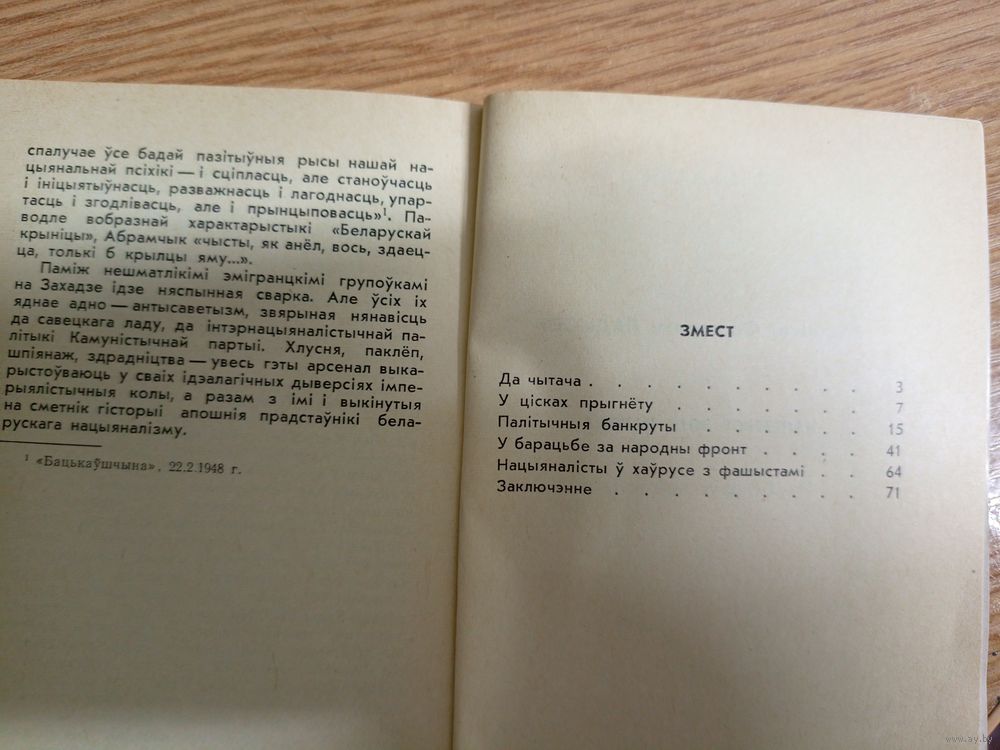 спалучае ўсе бадай пазітыўныя рысы нашай на-
цыянальнай псіхікі — і сціпласць, але станоўчасць
і ініцыятыўнасць, разважнасць і лагоднасць, упар-
тасць і згодлівасць, але і прынцыповасць»¹. Па-
водле вобразнай характарыстыкі «Беларускай
крыніцы», Абрамчык «чысты, як анёл, вось, здаец-
ца, толькі б крылцы яму...».
Паміж нешматлікімі эмігранцкімі групоўкамі
на Захадзе ідзе няспынная сварка. Але ўсіх іх
яднае адно — антысаветызм, звярыная нянавісць
да савецкага ладу, да інтэрнацыяналістычнай па-
літыкі Камуністычнай партыі. Хлусня, паклёп,
шпіянаж, здрадніцтва — увесь гэты арсенал выка-
рыстоўваюць у сваіх ідэалагічных дыверсіях імпе-
рыялістычныя колы, а разам з імі і выкінутыя
на сметнік гісторыі апошнія прадстаўнікі бела-
рускага нацыяналізму.
¹ «Бацькаўшчына», 22.2.1948 г.
ЗМЕСТ
Да чытача . . . . . . . . . 3
У цісках прыгнёту . . . . . . . 7
Палітычныя банкруты . . . . . . 15
У барацьбе за народны фронт . . . . 41
Нацыяналісты ў хаўрусе з фашыстамі . . 64
Заключэнне . . . . . . . . . 71
www.ay.by